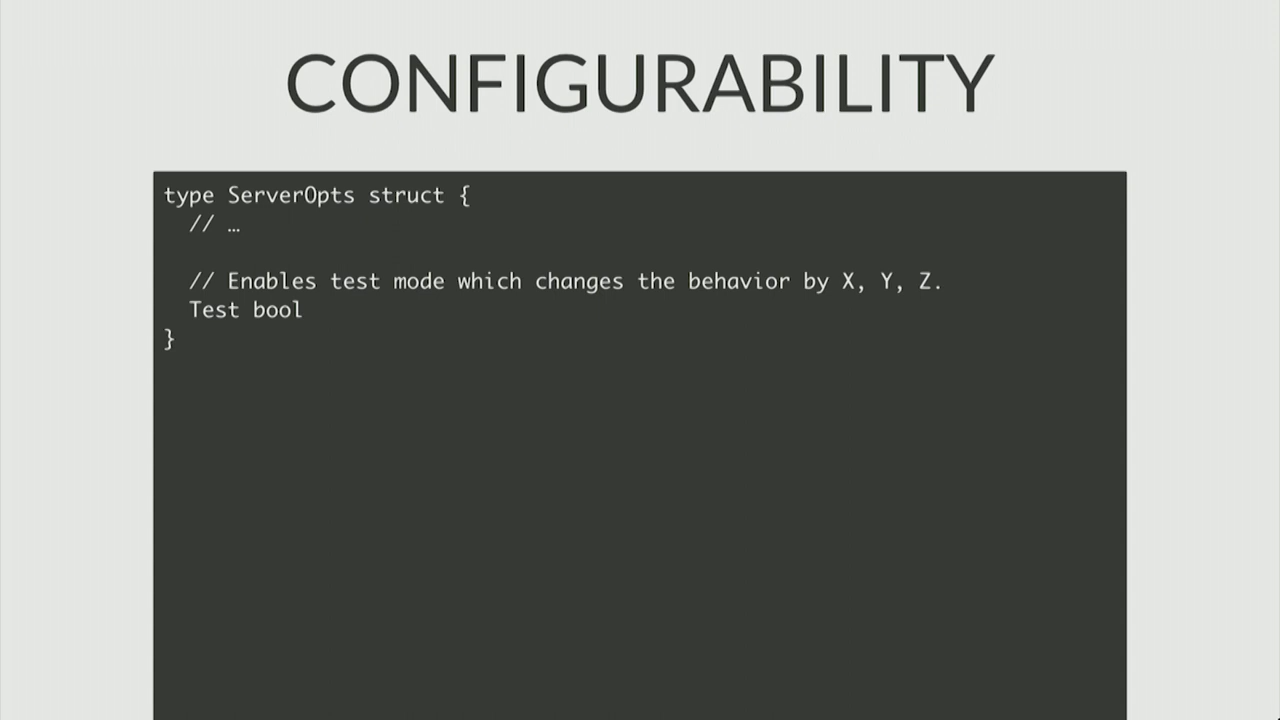 CONFIGURABILITY
type ServerOpts struct {
// …
// Enables test mode which changes the behavior by X, Y, Z.
Test bool
}